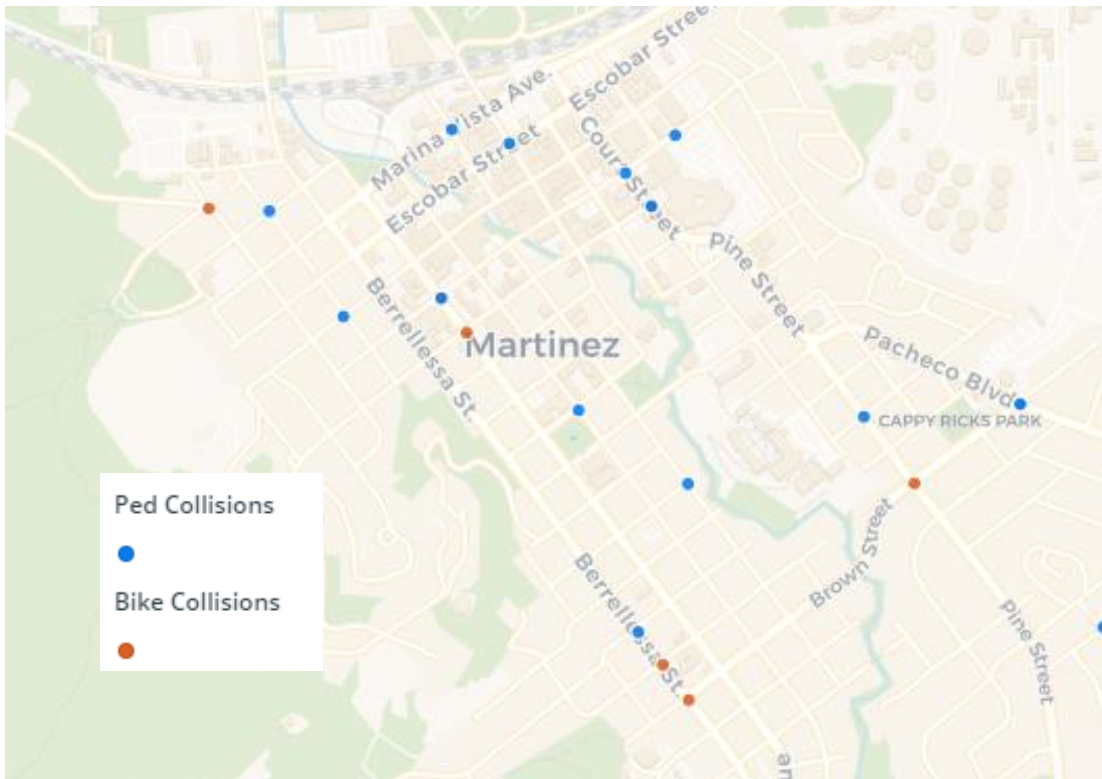 Escobar Street
Marina Vista Ave.
Escobar Street
Court Street
Pine Street
Berrellessa St.
Martinez
Pacheco Blvd
CAPPY RICKS PARK
Ped Collisions
Bike Collisions
Brown Street
Berrellessa St.
Pine Street
an